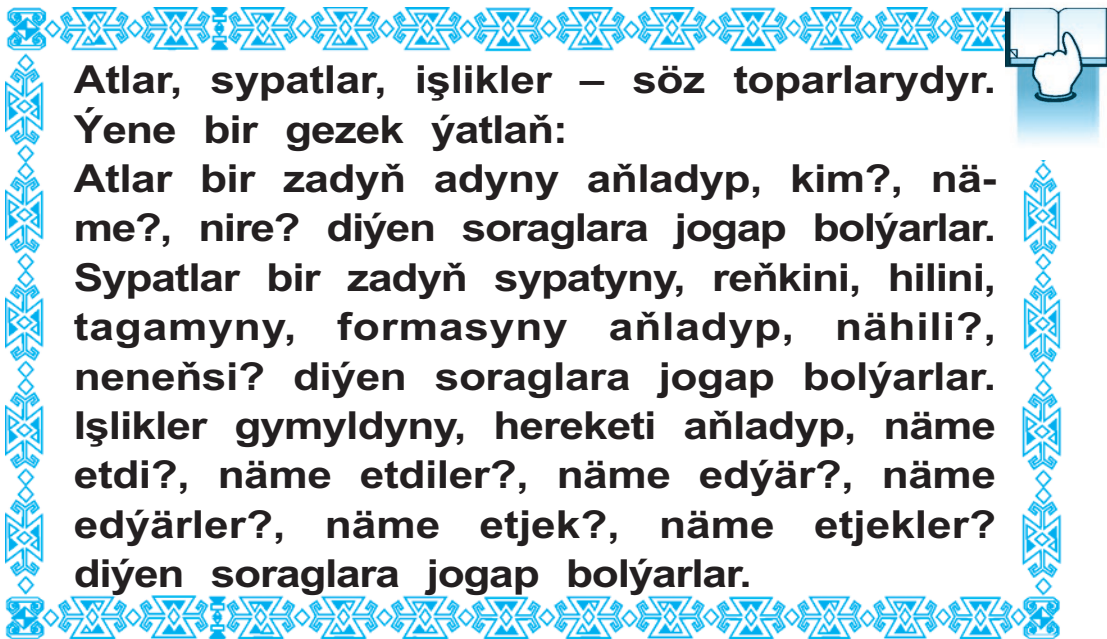 Atlar, sypatlar, işlikler – söz toparlarydyr.
Ýene bir gezek ýatlaň:
Atlar bir zadyň adyny aňladyp, kim?, nä-
me?, nire? diýen soraglara jogap bolýarlar.
Sypatlar bir zadyň sypatyny, reňkini, hilini,
tagamyny, formasyny aňladyp, nähili?,
neneňsi? diýen soraglara jogap bolýarlar.
Işlikler gymyldyny, hereketi aňladyp, näme
etdi?, näme etdiler?, näme edýär?, näme
edýärler?, näme etjek?, näme etjekler?
diýen soraglara jogap bolýarlar.